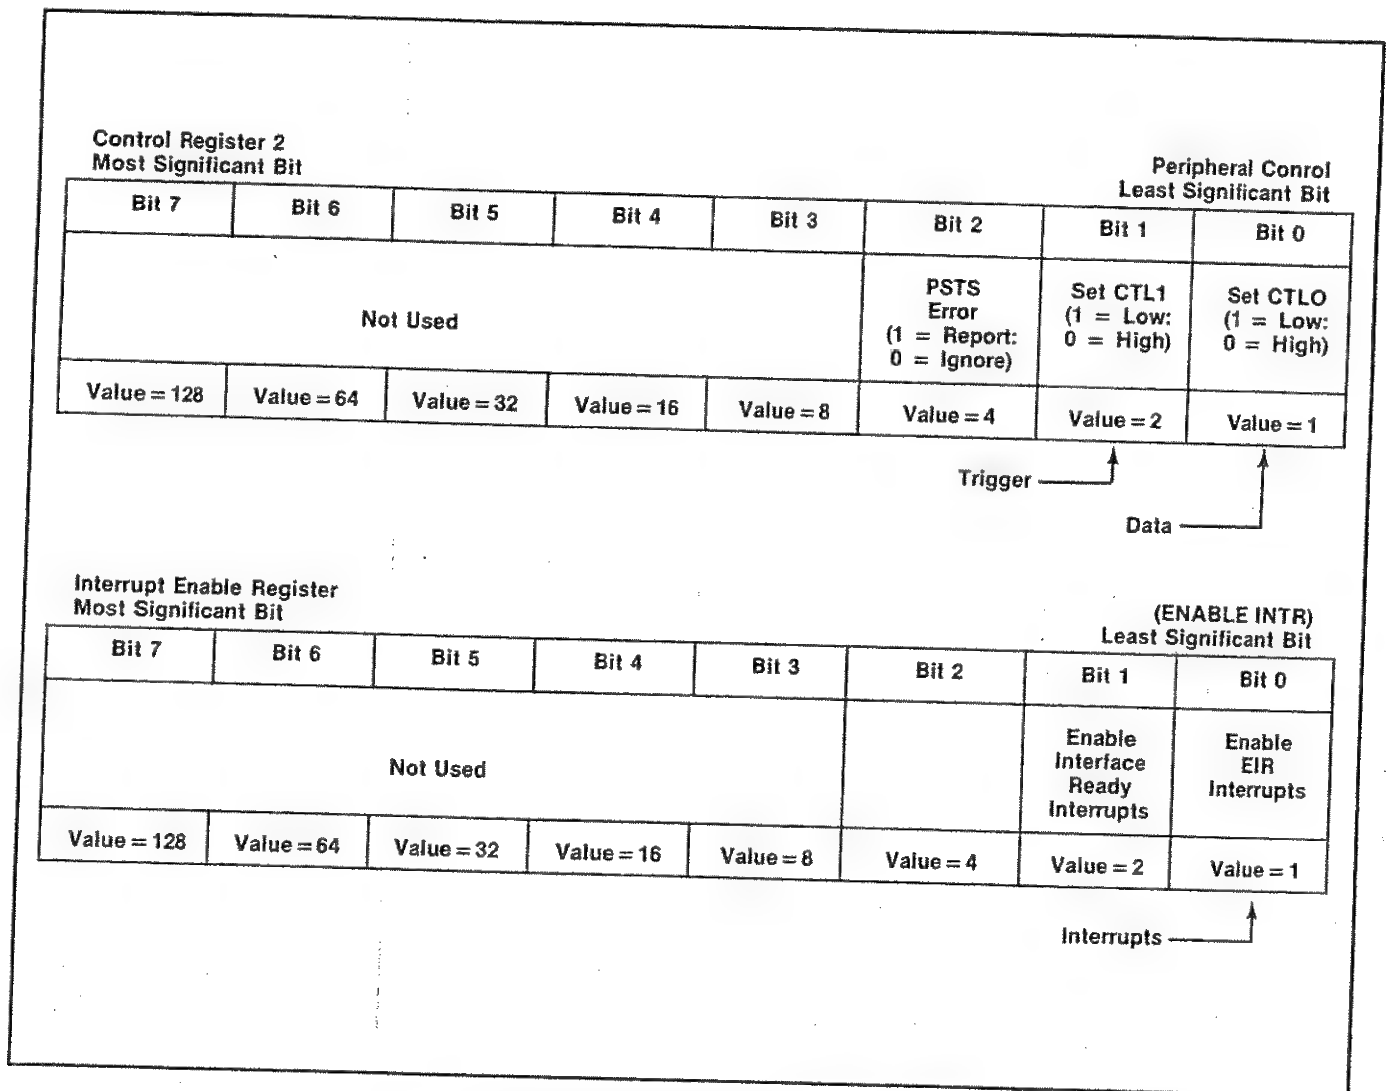 Control Register 2
Most Significant Bit
Peripheral Conrol
Least Significant Bit
Bit 7 Bit 6 Bit 5 Bit 4 Bit 3 Bit 2 Bit 1 Bit 0
Not Used
PSTS
Error
(1 = Report:
0 = Ignore)
Set CTL1
(1 = Low:
0 = High)
Set CTLO
(1 = Low:
0 = High)
Value = 128 Value = 64 Value = 32 Value = 16 Value = 8 Value = 4 Value = 2 Value = 1
Trigger
Data
Interrupt Enable Register
Most Significant Bit
(ENABLE INTR)
Least Significant Bit
Bit 7 Bit 6 Bit 5 Bit 4 Bit 3 Bit 2 Bit 1 Bit 0
Not Used
Enable
Interface
Ready
Interrupts
Enable
EIR
Interrupts
Value = 128 Value = 64 Value = 32 Value = 16 Value = 8 Value = 4 Value = 2 Value = 1
Interrupts